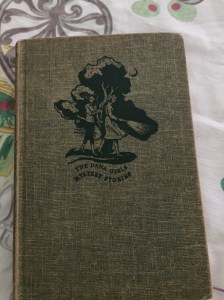 THE DANA GIRLS
MYSTERY STORIES